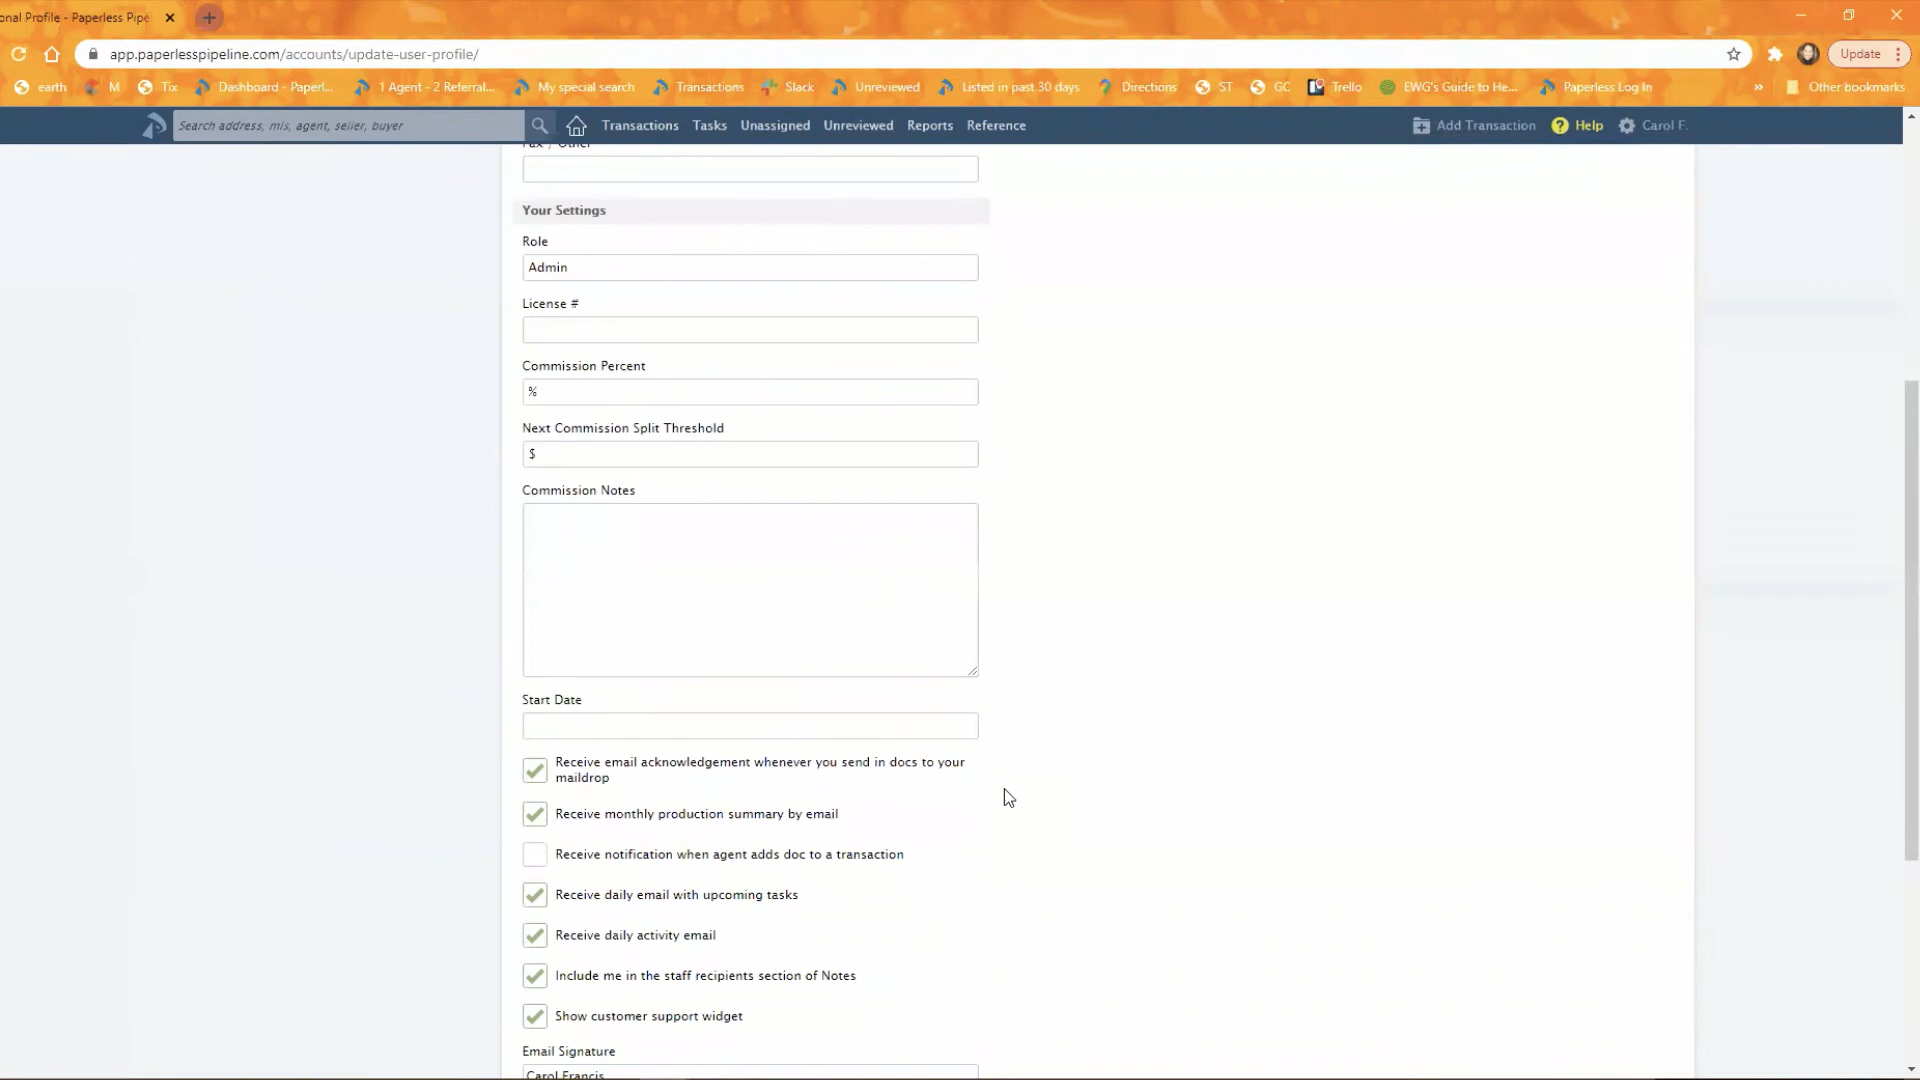 onal Profile - Paperless Pipe
app.paperlesspipeline.com/accounts/update-user-profile/
Update
earth M Tix Dashboard - Paperl... 1 Agent - 2 Referral... My special search Transactions Slack Unreviewed Listed in past 30 days Directions ST GC Trello EWG's Guide to He... Paperless Log In » Other bookmarks
Search address, mls, agent, seller, buyer Transactions Tasks Unassigned Unreviewed Reports Reference Add Transaction ? Help Carol F.
Fax / Other
Your Settings
Role
Admin
License #
Commission Percent
%
Next Commission Split Threshold
$
Commission Notes
Start Date
Receive email acknowledgement whenever you send in docs to your
maildrop
Receive monthly production summary by email
Receive notification when agent adds doc to a transaction
Receive daily email with upcoming tasks
Receive daily activity email
Include me in the staff recipients section of Notes
Show customer support widget
Email Signature
Carol Francis